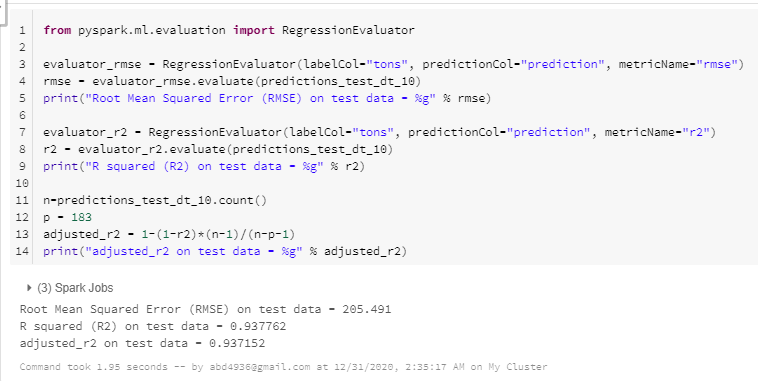 1 from pyspark.ml.evaluation import RegressionEvaluator
2
3 evaluator_rmse = RegressionEvaluator(labelCol="tons", predictionCol="prediction", metricName="rmse")
4 rmse = evaluator_rmse.evaluate(predictions_test_dt_10)
5 print("Root Mean Squared Error (RMSE) on test data = %g" % rmse)
6
7 evaluator_r2 = RegressionEvaluator(labelCol="tons", predictionCol="prediction", metricName="r2")
8 r2 = evaluator_r2.evaluate(predictions_test_dt_10)
9 print("R squared (R2) on test data = %g" % r2)
10
11 n=predictions_test_dt_10.count()
12 p = 183
13 adjusted_r2 = 1-(1-r2)*(n-1)/(n-p-1)
14 print("adjusted_r2 on test data = %g" % adjusted_r2)
(3) Spark Jobs
Root Mean Squared Error (RMSE) on test data = 205.491
R squared (R2) on test data = 0.937762
adjusted_r2 on test data = 0.937152
Command took 1.95 seconds -- by abd4936@gmail.com at 12/31/2020, 2:35:17 AM on My Cluster